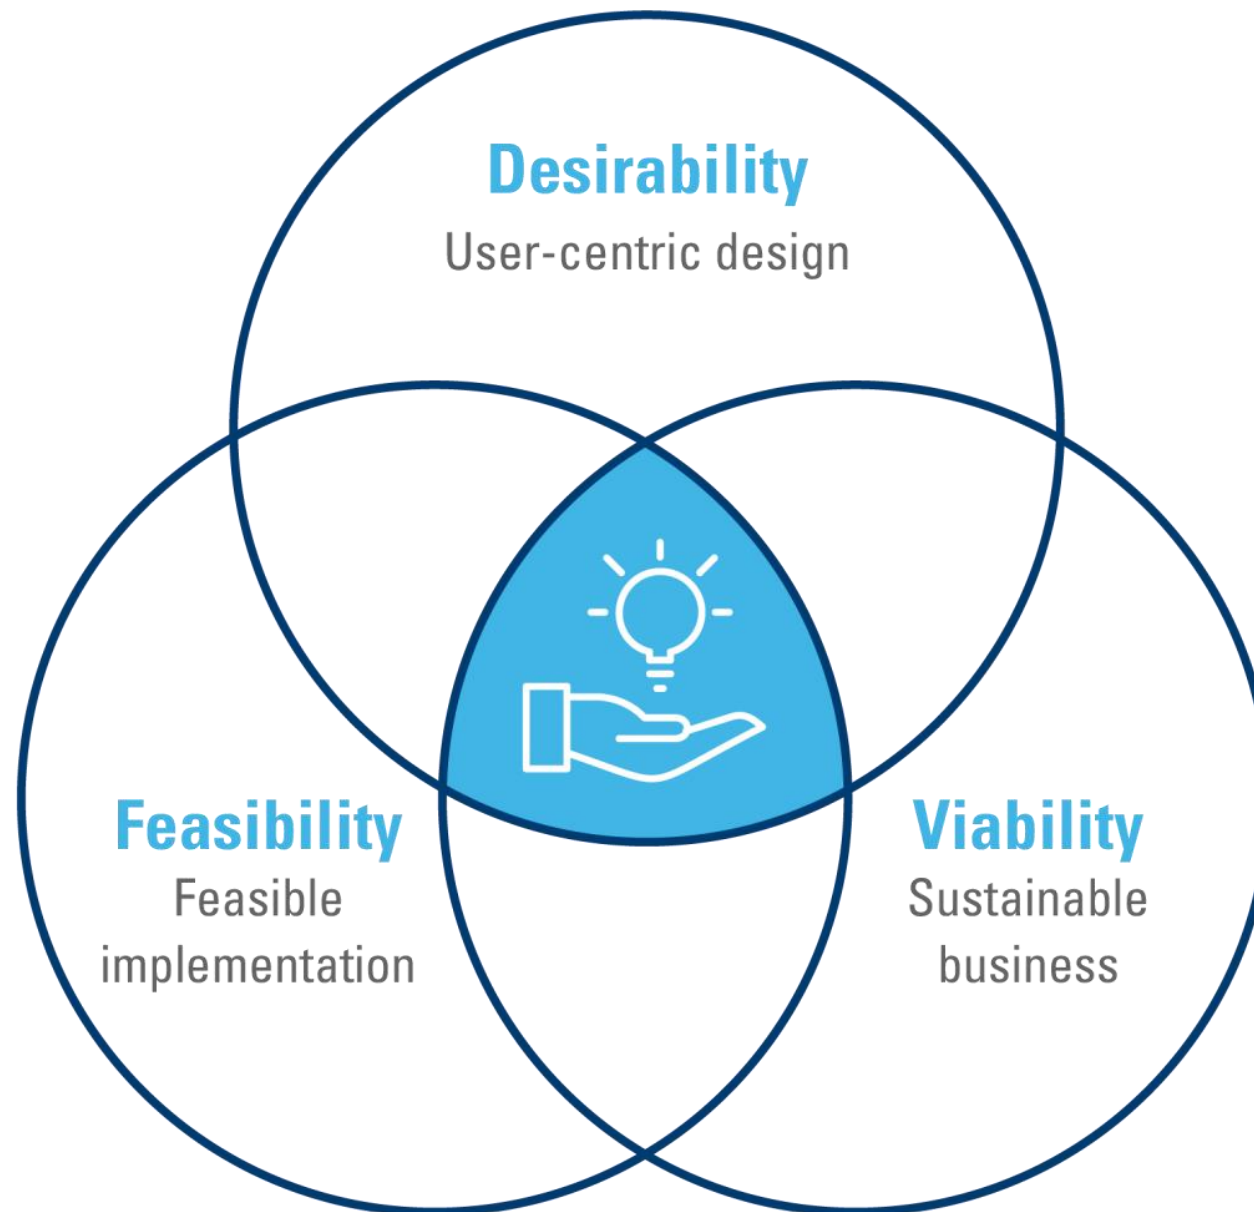 Desirability
User-centric design
Feasibility
Feasible
implementation
Viability
Sustainable
business